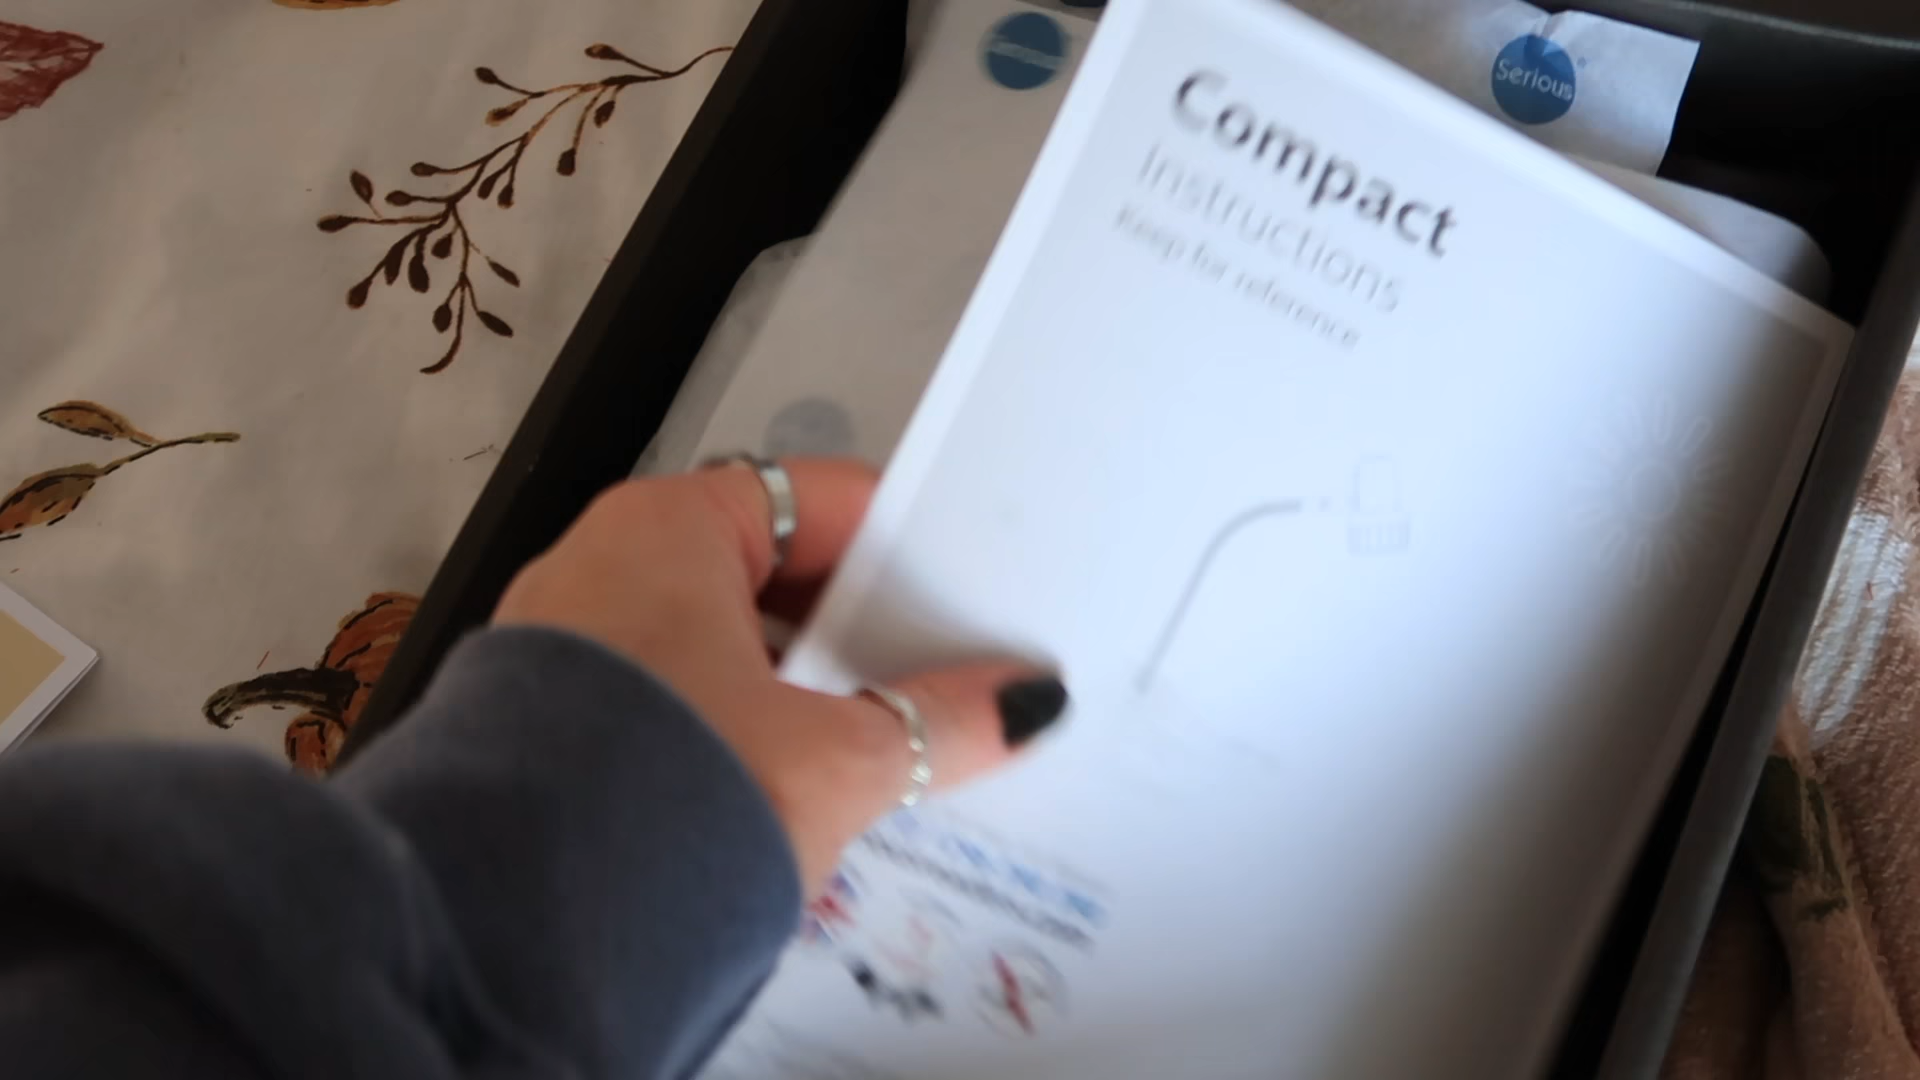 Serious
Compact
Instructions
Keep for reference